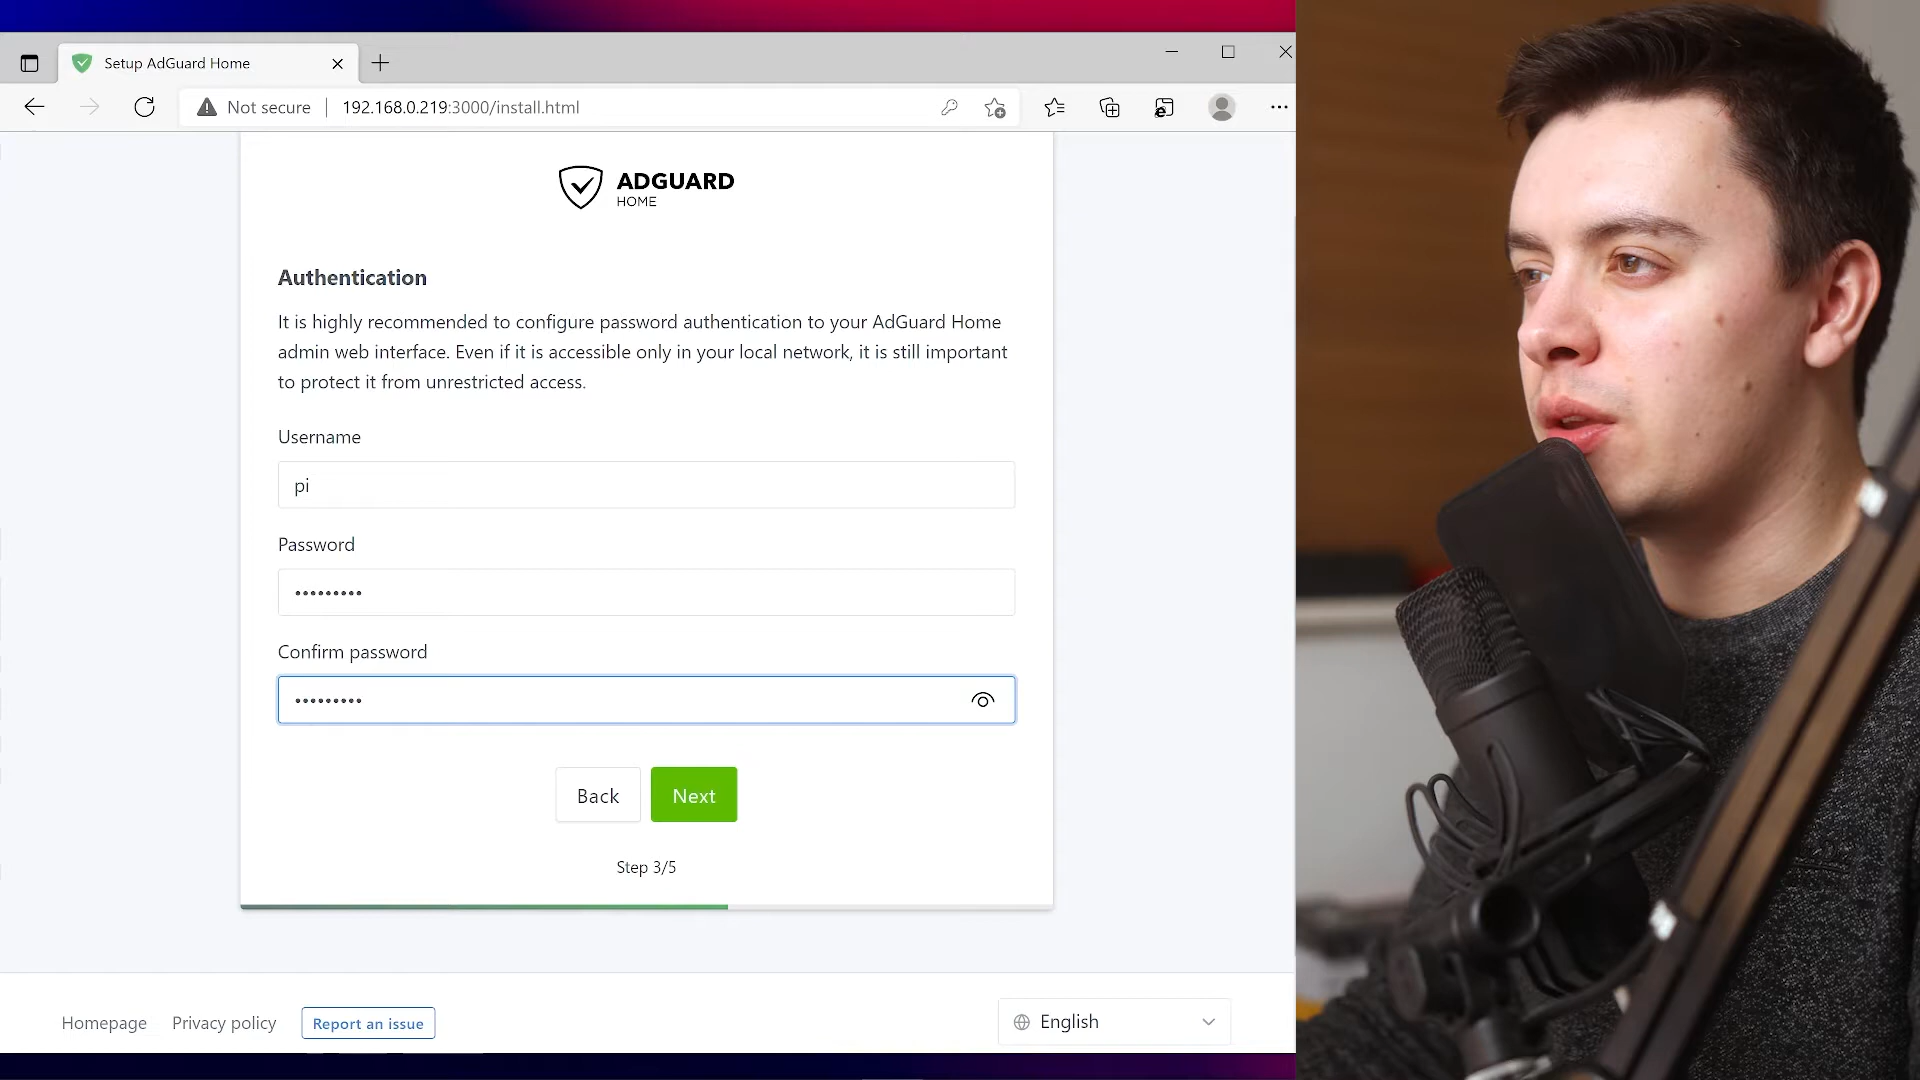 Setup AdGuard Home
Not secure
192.168.0.219:3000/install.html
ADGUARD
HOME
Authentication
It is highly recommended to configure password authentication to your AdGuard Home
admin web interface. Even if it is accessible only in your local network, it is still important
to protect it from unrestricted access.
Username
pi
Password
•••••••••
Confirm password
•••••••••
Back
Next
Step 3/5
Homepage
Privacy policy
Report an issue
English